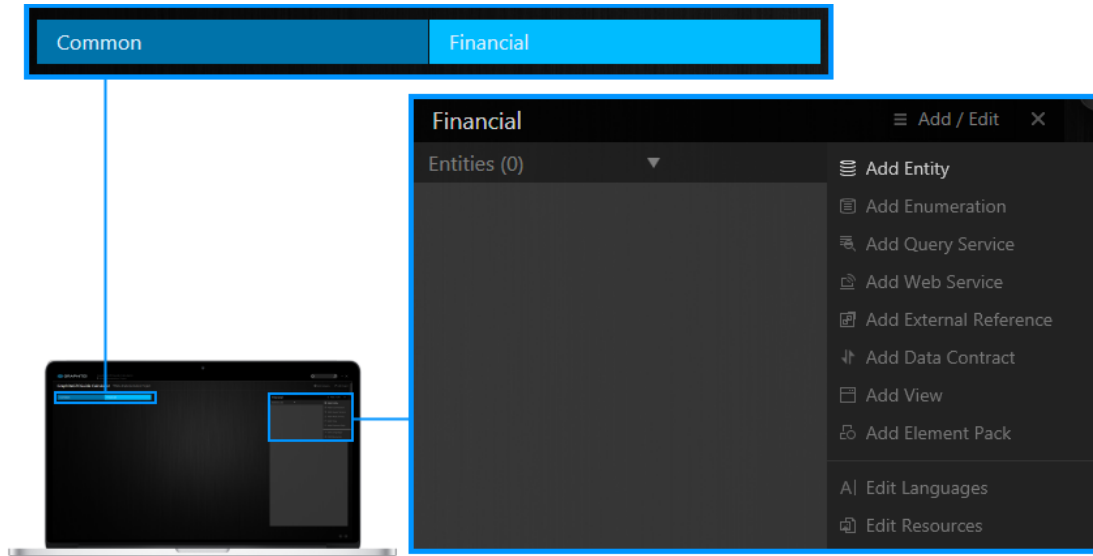 Common
Financial
Financial
Add / Edit
Entities (0)
Add Entity
Add Enumeration
Add Query Service
Add Web Service
Add External Reference
Add Data Contract
Add View
Add Element Pack
Edit Languages
Edit Resources